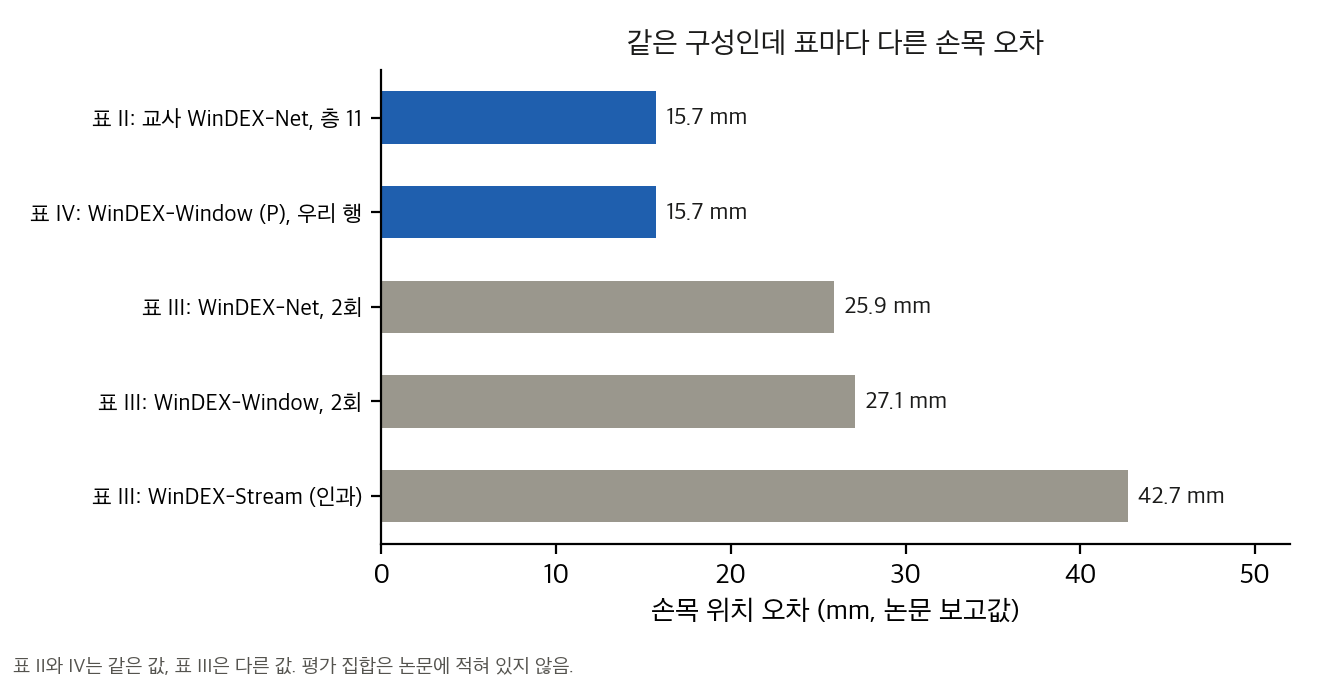 같은 구성인데 표마다 다른 손목 오차
표 II: 교사 WinDEX-Net, 층 11
15.7 mm
표 IV: WinDEX-Window (P), 우리 행
15.7 mm
표 III: WinDEX-Net, 2회
25.9 mm
표 III: WinDEX-Window, 2회
27.1 mm
표 III: WinDEX-Stream (인과)
42.7 mm
0 10 20 30 40 50
손목 위치 오차 (mm, 논문 보고값)
표 II와 IV는 같은 값, 표 III은 다른 값. 평가 집합은 논문에 적혀 있지 않음.